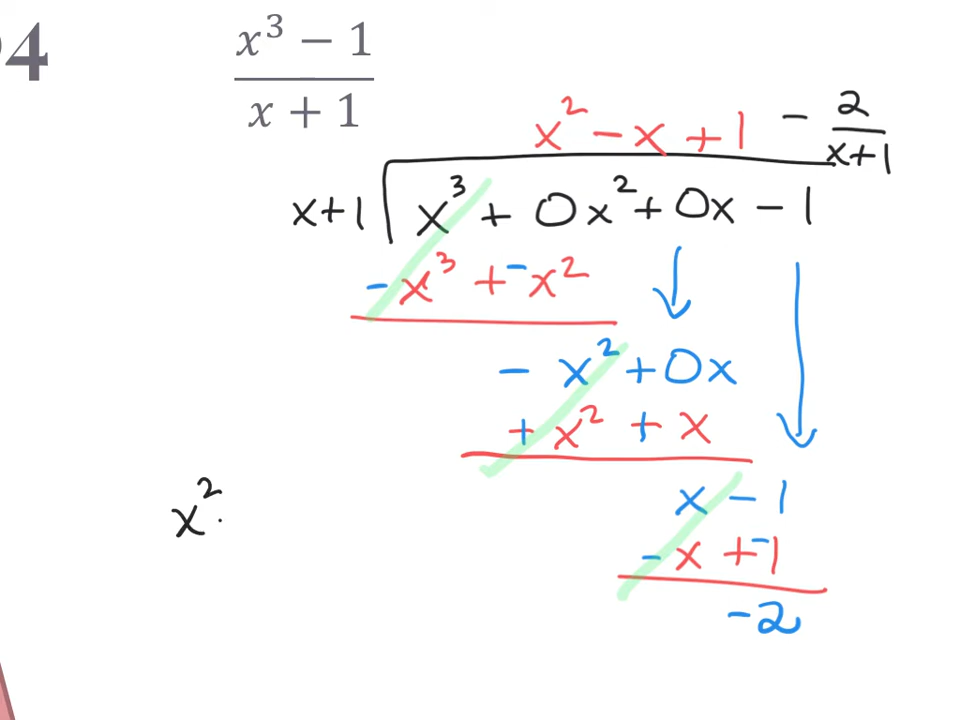 4
x³ − 1
x + 1
x² − x + 1 − 2
x+1
x+1 x³ + 0x² + 0x − 1
- x³ + - x²
- x² + 0x
+ x² + x
x − 1
- x + - 1
-2
x²